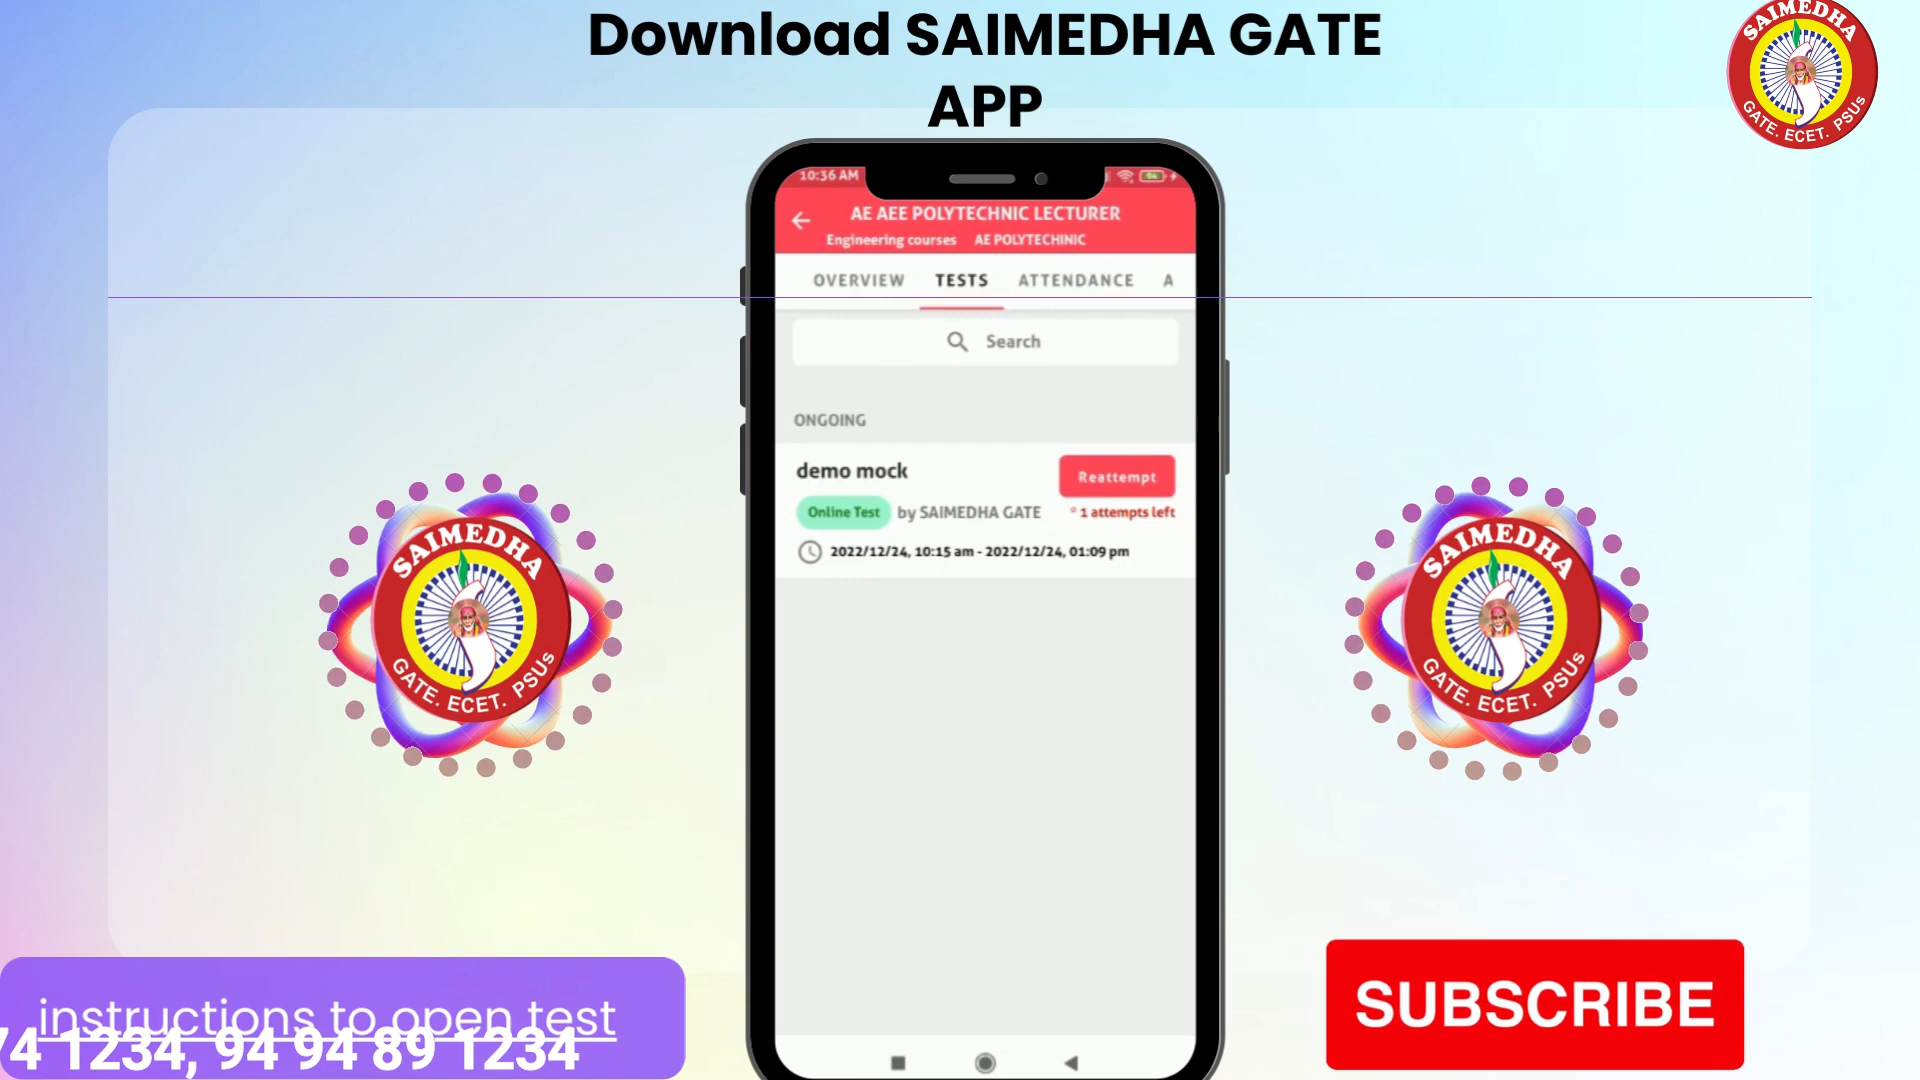 Download SAIMEDHA GATE
APP
SAIMEDHA
GATE. ECET. PSUs
10:36 AM
94
AE AEE POLYTECHNIC LECTURER
Engineering courses AE POLYTECHINIC
OVERVIEW TESTS ATTENDANCE A
Search
ONGOING
demo mock
Reattempt
Online Test by SAIMEDHA GATE
* 1 attempts left
2022/12/24, 10:15 am - 2022/12/24, 01:09 pm
SAIMEDHA
GATE. ECET. PSUs
SAIMEDHA
GATE. ECET. PSUs
instructions to open test
74 1234, 94 94 89 1234
SUBSCRIBE